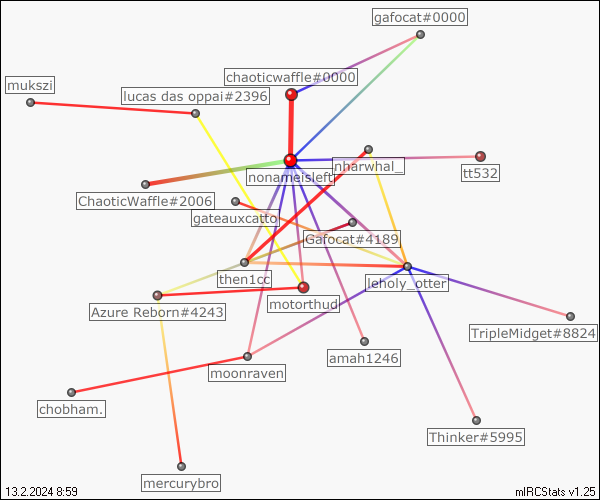 gafocat#0000
chaoticwaffle#0000
mukszi
lucas das oppai#2396
nharwhal_
tt532
nonameisleft
ChaoticWaffle#2006
gateauxcatto
Gafocat#4189
then1cc
leholy_otter
motorthud
Azure Reborn#4243
TripleMidget#8824
amah1246
moonraven
chobham.
Thinker#5995
mercurybro
13.2.2024 8:59
mIRCStats v1.25